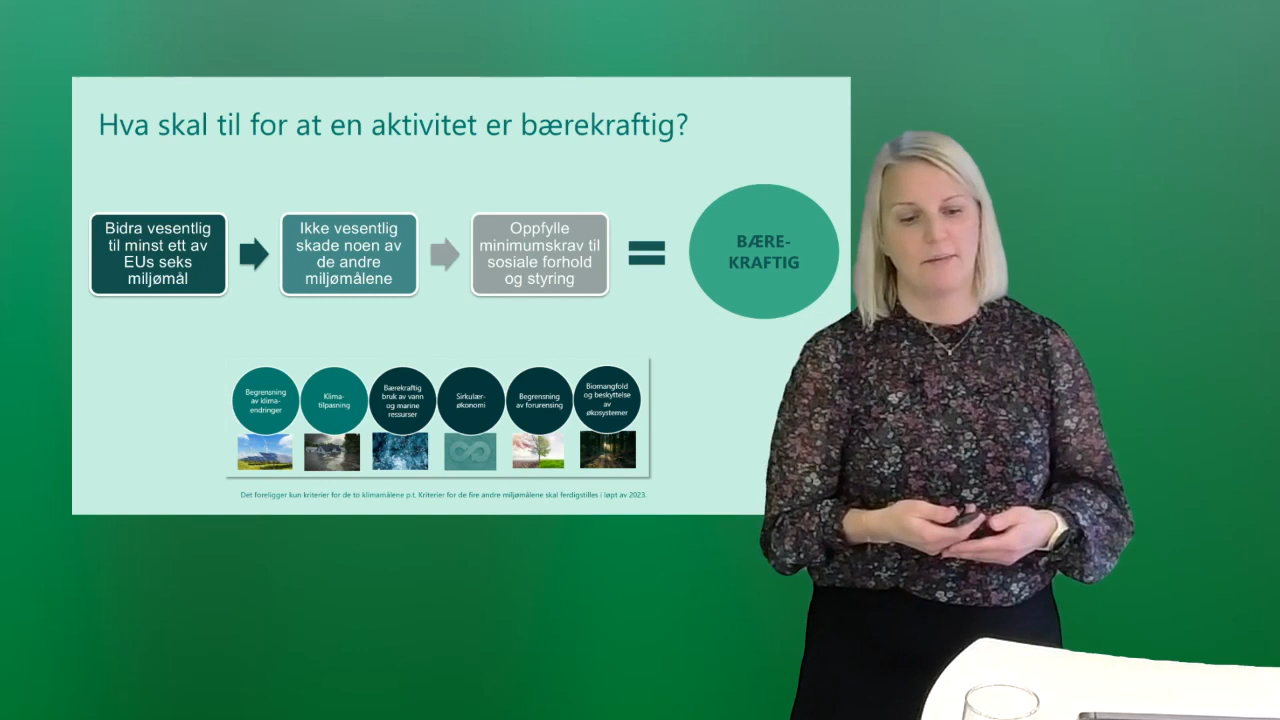 Hva skal til for at en aktivitet er bærekraftig?
Bidra vesentlig
til minst ett av
EUs seks
miljømål
Ikke vesentlig
skade noen av
de andre
miljømålene
Oppfylle
minimumskrav til
sosiale forhold
og styring
BÆRE-
KRAFTIG
Begrensning
av klima-
endringer
Klima-
tilpasning
Bærekraftig
bruk av vann
og marine
ressurser
Sirkulær-
økonomi
Begrensning
av forurensing
Biomangfold
og beskyttelse
av
økosystemer
Det foreligger kun kriterier for de to klimamålene p.t. Kriterier for de fire andre miljømålene skal ferdigstilles i løpt av 2023.